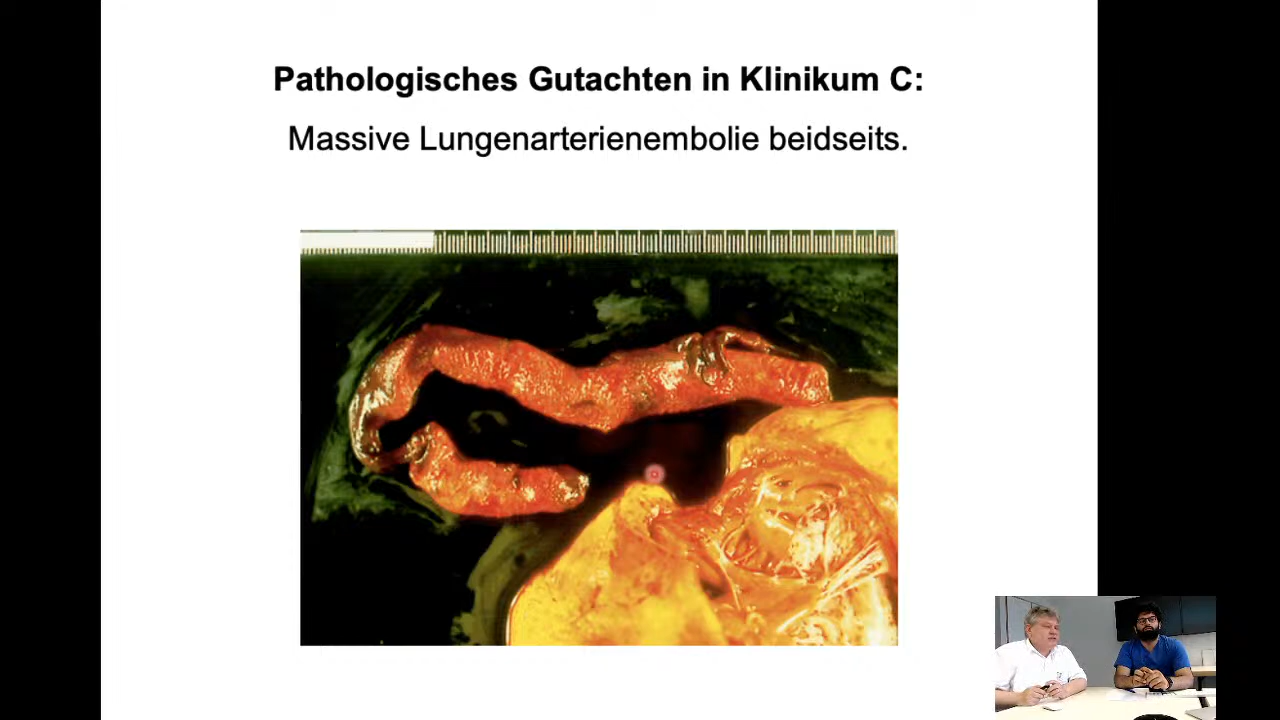 Pathologisches Gutachten in Klinikum C:
Massive Lungenarterienembolie beidseits.